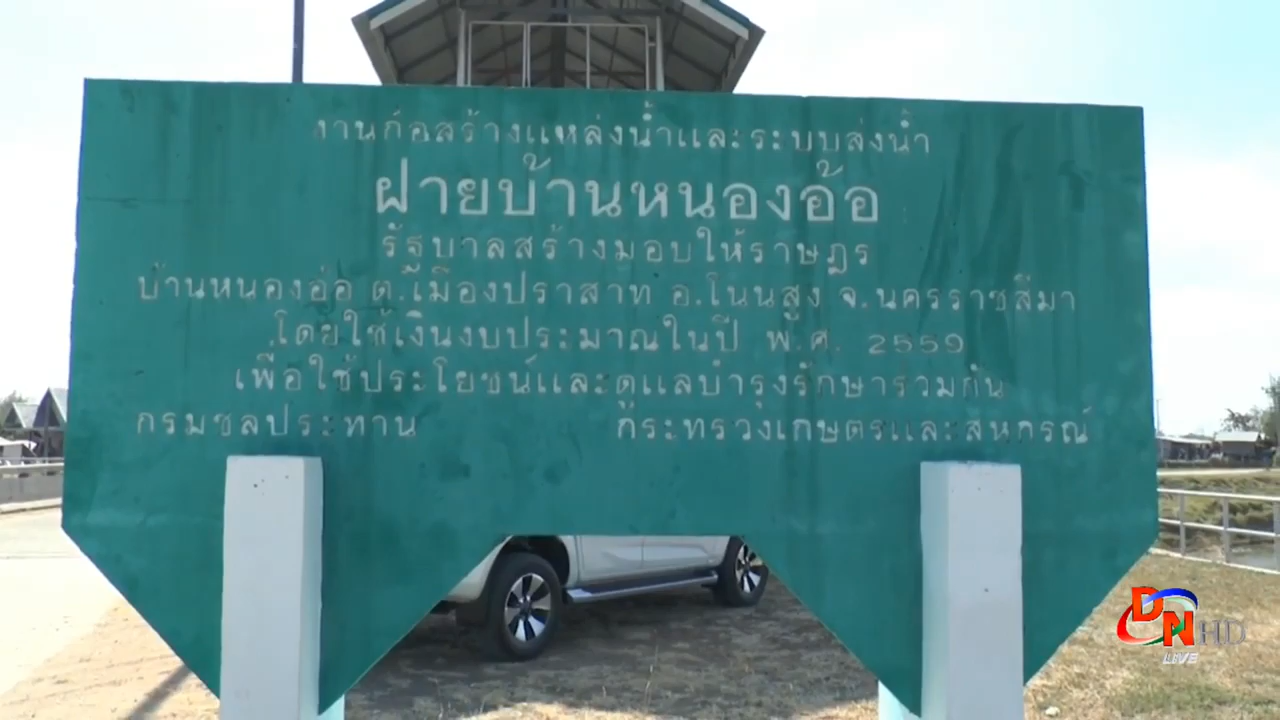 งานก่อสร้างแหล่งน้ำและระบบส่งน้ำ
ฝายบ้านหนองอ้อ
รัฐบาลสร้างมอบให้ราษฎร
บ้านหนองอ้อ ต.เมืองปราสาท อ.โนนสูง จ.นครราชสีมา
โดยใช้เงินงบประมาณในปี พ.ศ. 2559
เพื่อใช้ประโยชน์และดูแลบำรุงรักษาร่วมกัน
กรมชลประทาน กระทรวงเกษตรและสหกรณ์
DN HD
LIVE